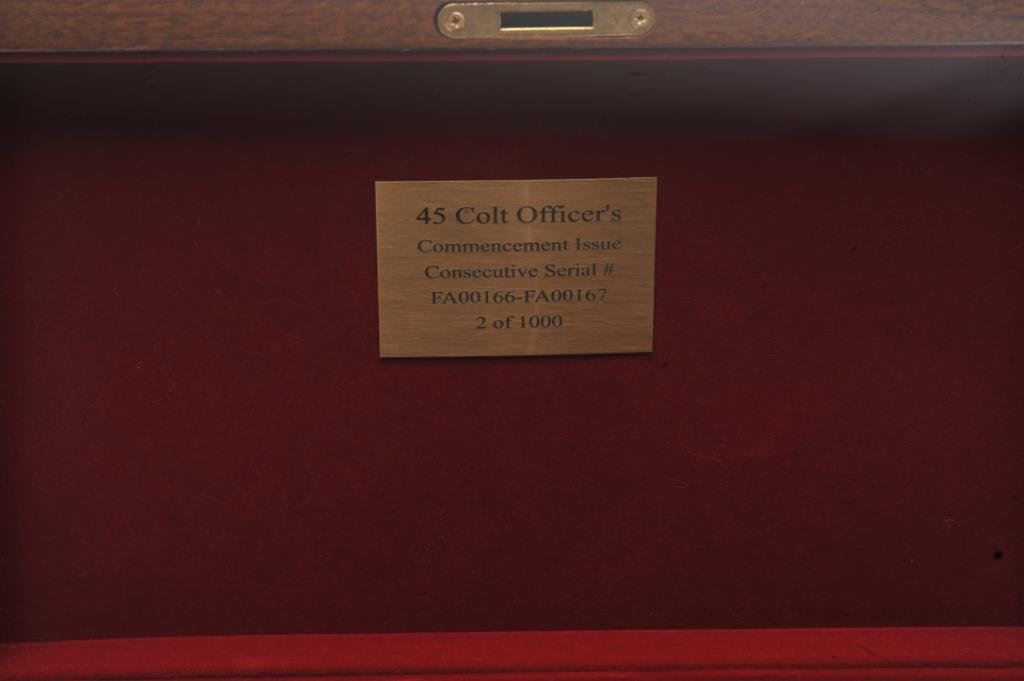 45 Colt Officer's
Commencement Issue
Consecutive Serial #
FA00166-FA00167
2 of 1000